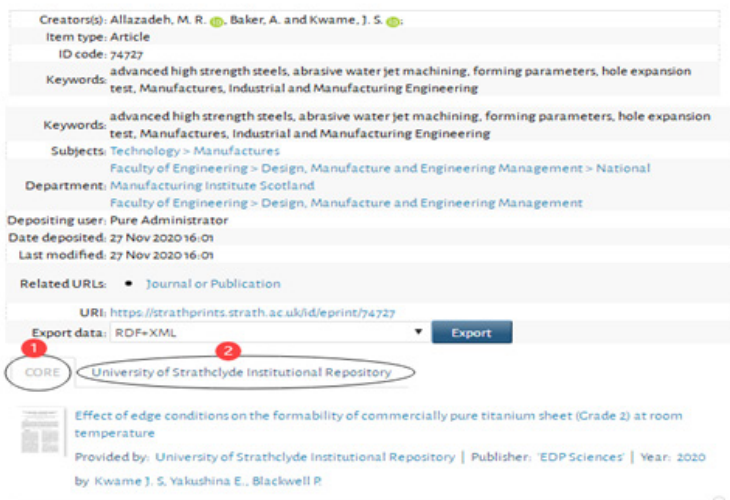 Creators(s): Allazadeh, M. R. iD, Baker, A. and Kwame, J. S. iD;
Item type: Article
ID code: 74727
Keywords: advanced high strength steels, abrasive water jet machining, forming parameters, hole expansion
test, Manufactures, Industrial and Manufacturing Engineering
Keywords: advanced high strength steels, abrasive water jet machining, forming parameters, hole expansion
test, Manufactures, Industrial and Manufacturing Engineering
Subjects: Technology > Manufactures
Department: Faculty of Engineering > Design, Manufacture and Engineering Management > National
Manufacturing Institute Scotland
Faculty of Engineering > Design, Manufacture and Engineering Management
Depositing user: Pure Administrator
Date deposited: 27 Nov 2020 16:01
Last modified: 27 Nov 2020 16:01
Related URLs: • Journal or Publication
URI: https://strathprints.strath.ac.uk/id/eprint/74727
Export data: RDF+XML Export
1 2
CORE University of Strathclyde Institutional Repository
Effect of edge conditions on the formability of commercially pure titanium sheet (Grade 2) at room
temperature
Provided by: University of Strathclyde Institutional Repository | Publisher: 'EDP Sciences' | Year: 2020
by Kwame J. S, Yakushina E., Blackwell P.